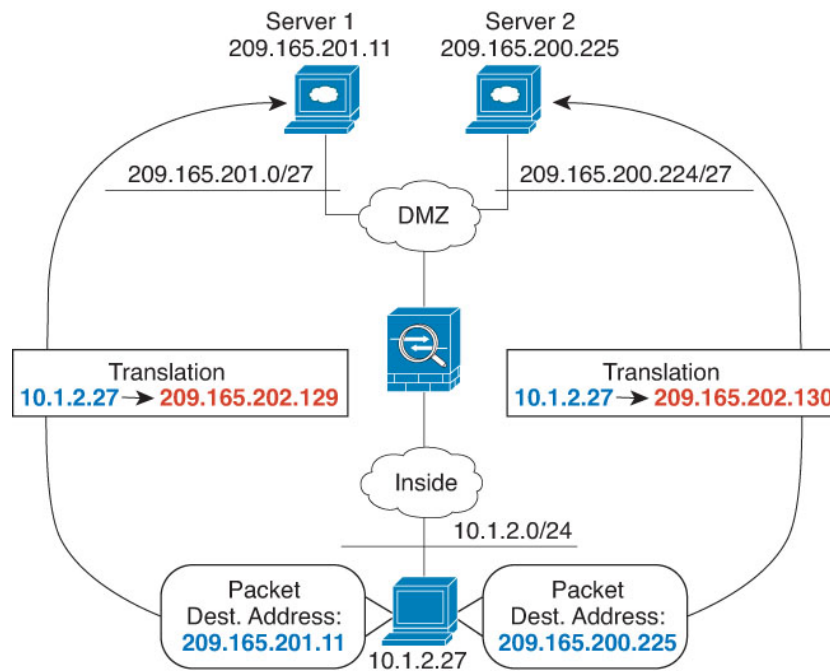 Server 1
209.165.201.11
Server 2
209.165.200.225
209.165.201.0/27
209.165.200.224/27
DMZ
Translation
10.1.2.27 209.165.202.129
Translation
10.1.2.27 209.165.202.130
Inside
10.1.2.0/24
Packet
Dest. Address:
209.165.201.11
Packet
Dest. Address:
209.165.200.225
10.1.2.27